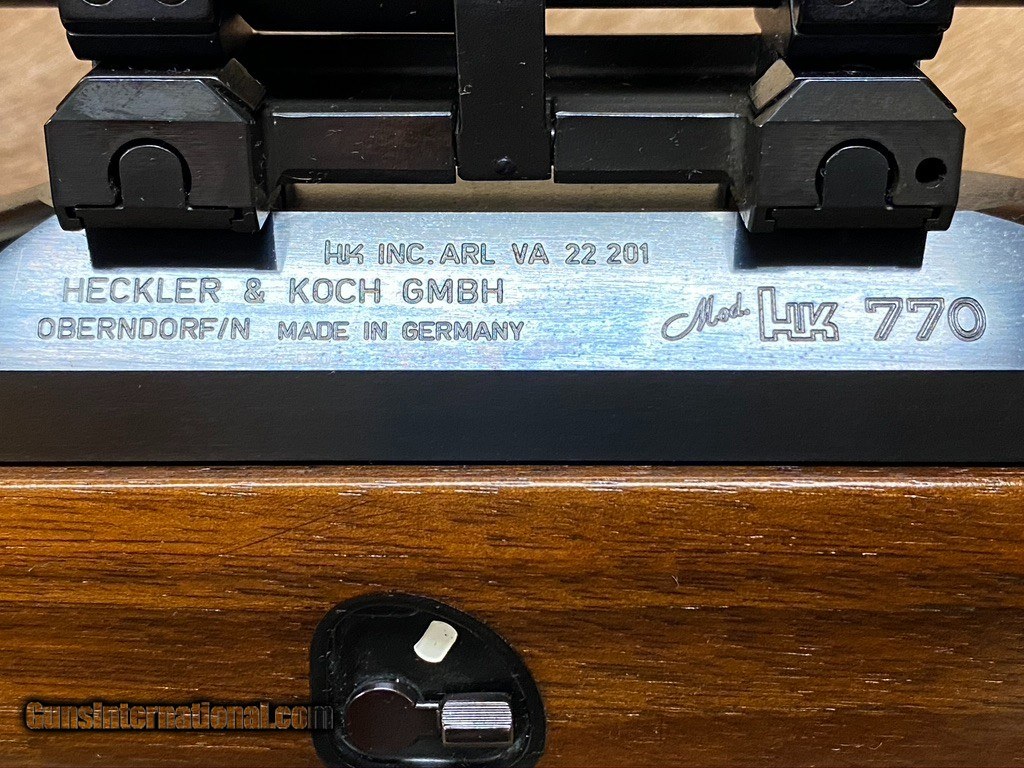 HK INC. ARL VA 22 201
HECKLER & KOCH GMBH
OBERNDORF/N MADE IN GERMANY
Mod. HK 770
GunsInternational.com